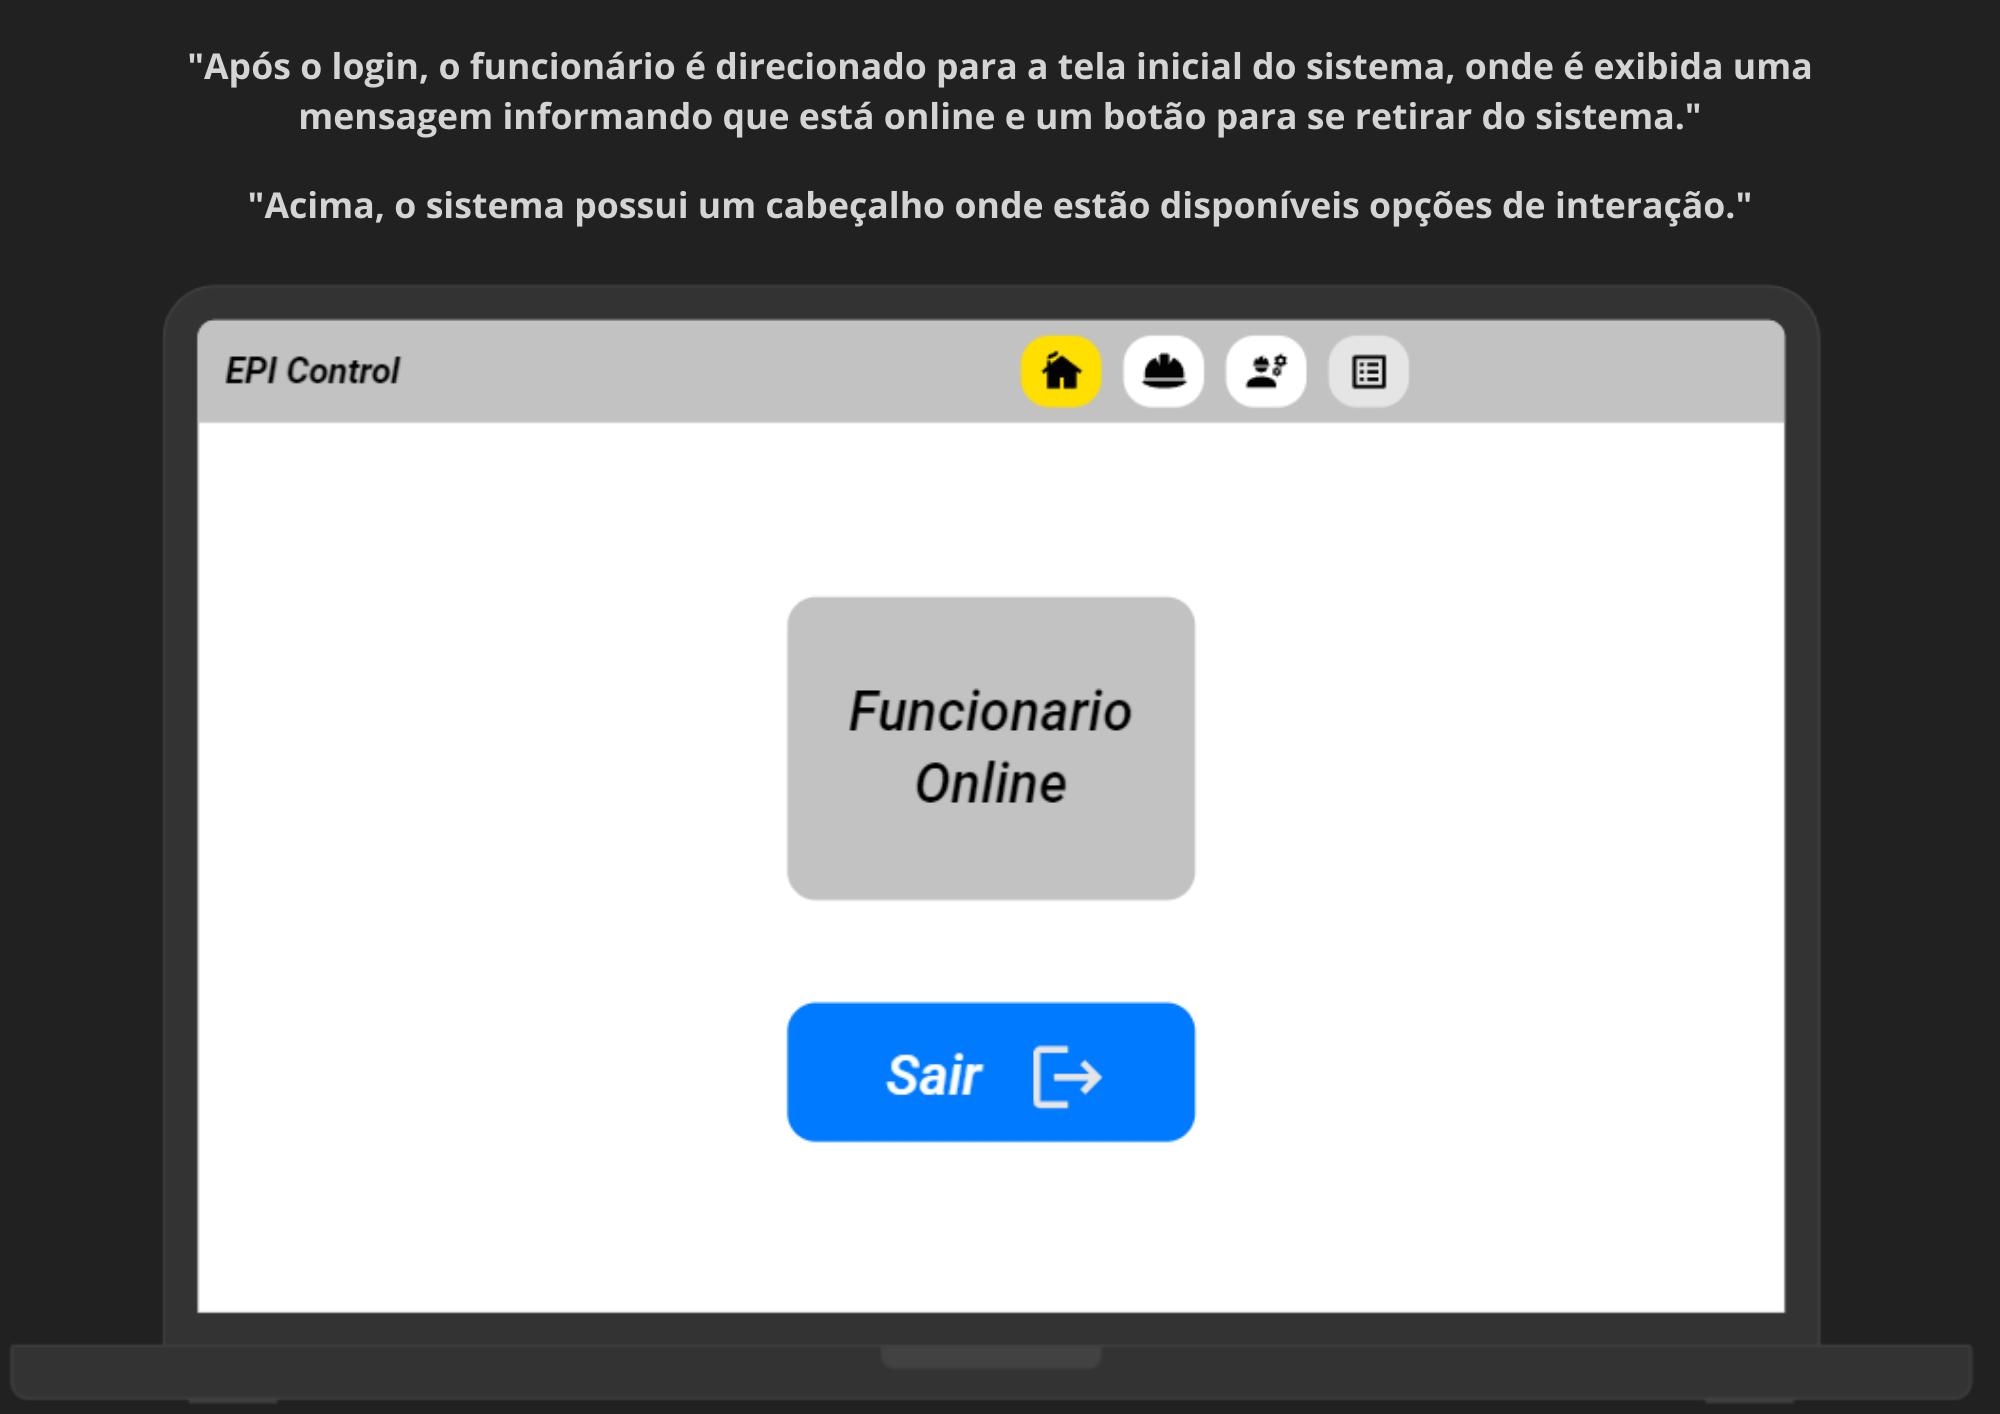 "Após o login, o funcionário é direcionado para a tela inicial do sistema, onde é exibida uma
mensagem informando que está online e um botão para se retirar do sistema."
"Acima, o sistema possui um cabeçalho onde estão disponíveis opções de interação."
EPI Control
Funcionario
Online
Sair